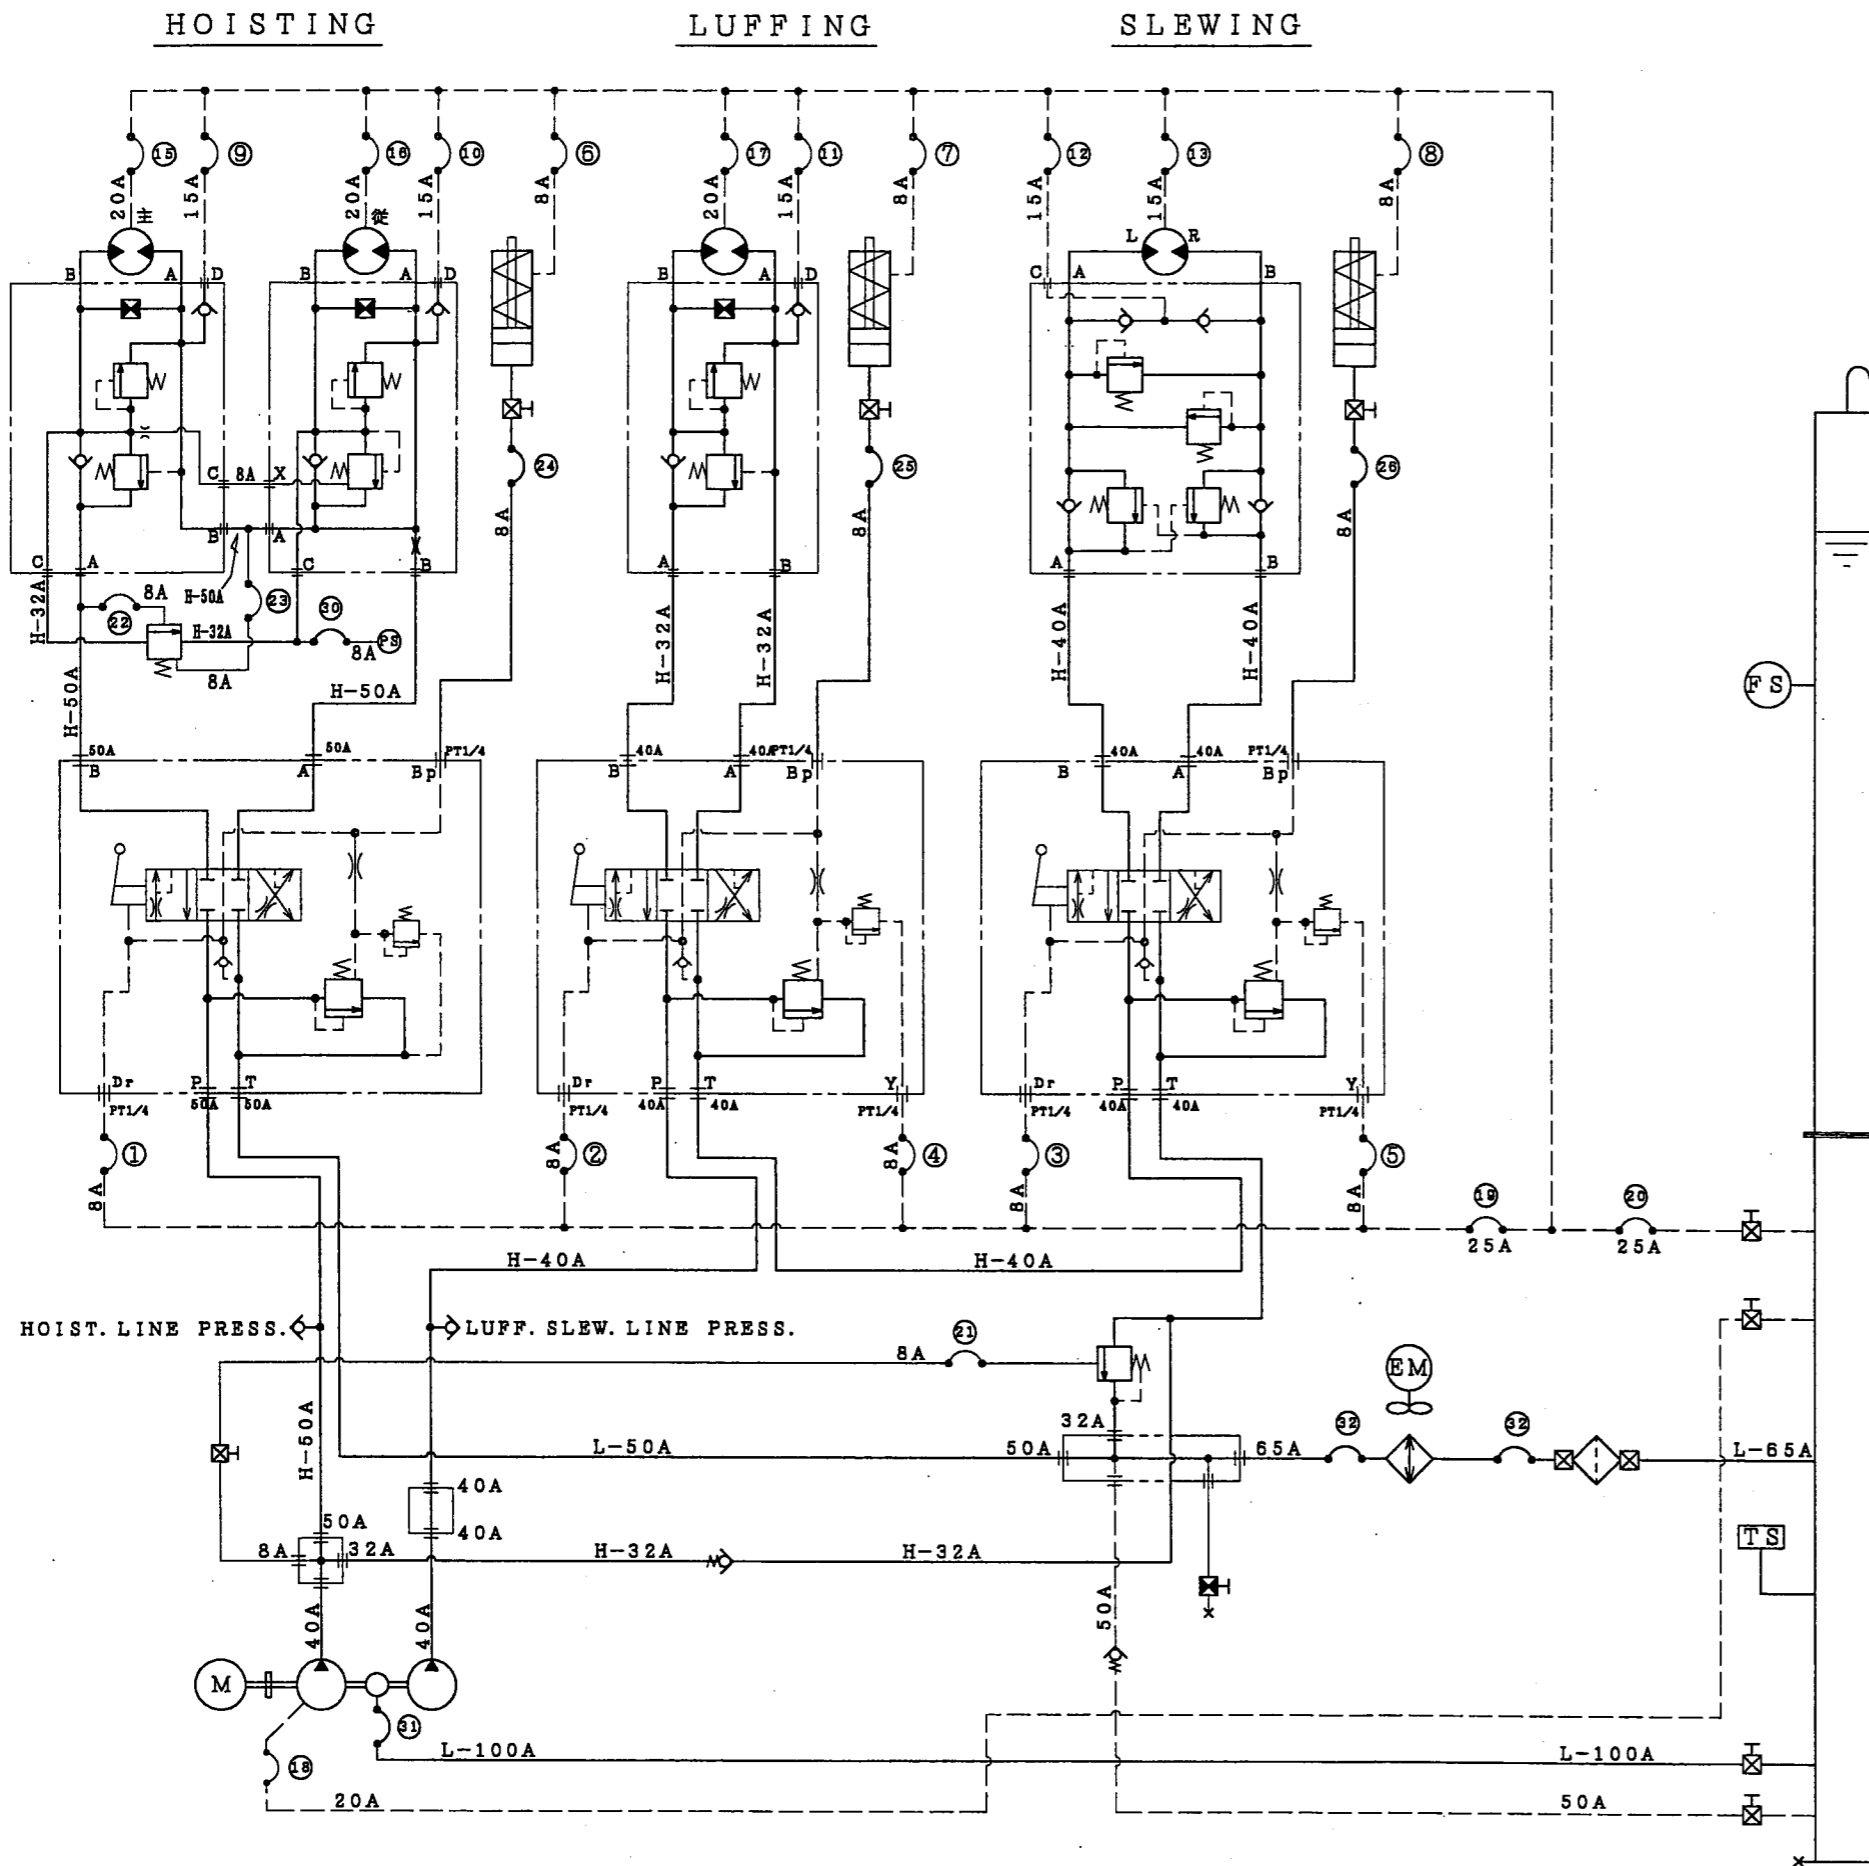 HOISTING LUFFING SLEWING
⑮ ⑨ ⑯ ⑩ ⑥ ⑰ ⑪ ⑦ ⑫ ⑬ ⑧
20A 主 15A 20A 従 15A 8A 20A 15A 8A 15A 15A 8A
L R
B A D B A D B A D C A B
㉔ ㉕ ㉖
C 8A X
8A 8A 8A
B A
C A C B A B A B
H-32A 8A H-50A ㉓ ㉚ H-32A H-32A H-40A H-40A
㉒ H-32A 8A PS
8A
H-50A H-50A
FS
50A 50A PT1/4 40A 40A PT1/4 40A 40A PT1/4
B A Bp B A Bp B A Bp
Dr P T Dr P T Y Dr P T Y
PT1/4 50A 50A PT1/4 40A 40A PT1/4 PT1/4 40A 40A PT1/4
① 8A ② 8A ④ ③ ⑤
8A 8A 8A
⑲ ⑳
25A 25A
H-40A H-40A
HOIST. LINE PRESS. LUFF. SLEW. LINE PRESS.
8A ㉑ EM
H-50A 32A
L-50A 50A 65A ㉜ ㉜ L-65A
40A
50A 40A TS
8A 32A H-32A H-32A
50A
40A 40A
M
㉛
⑱ L-100A L-100A
20A 50A